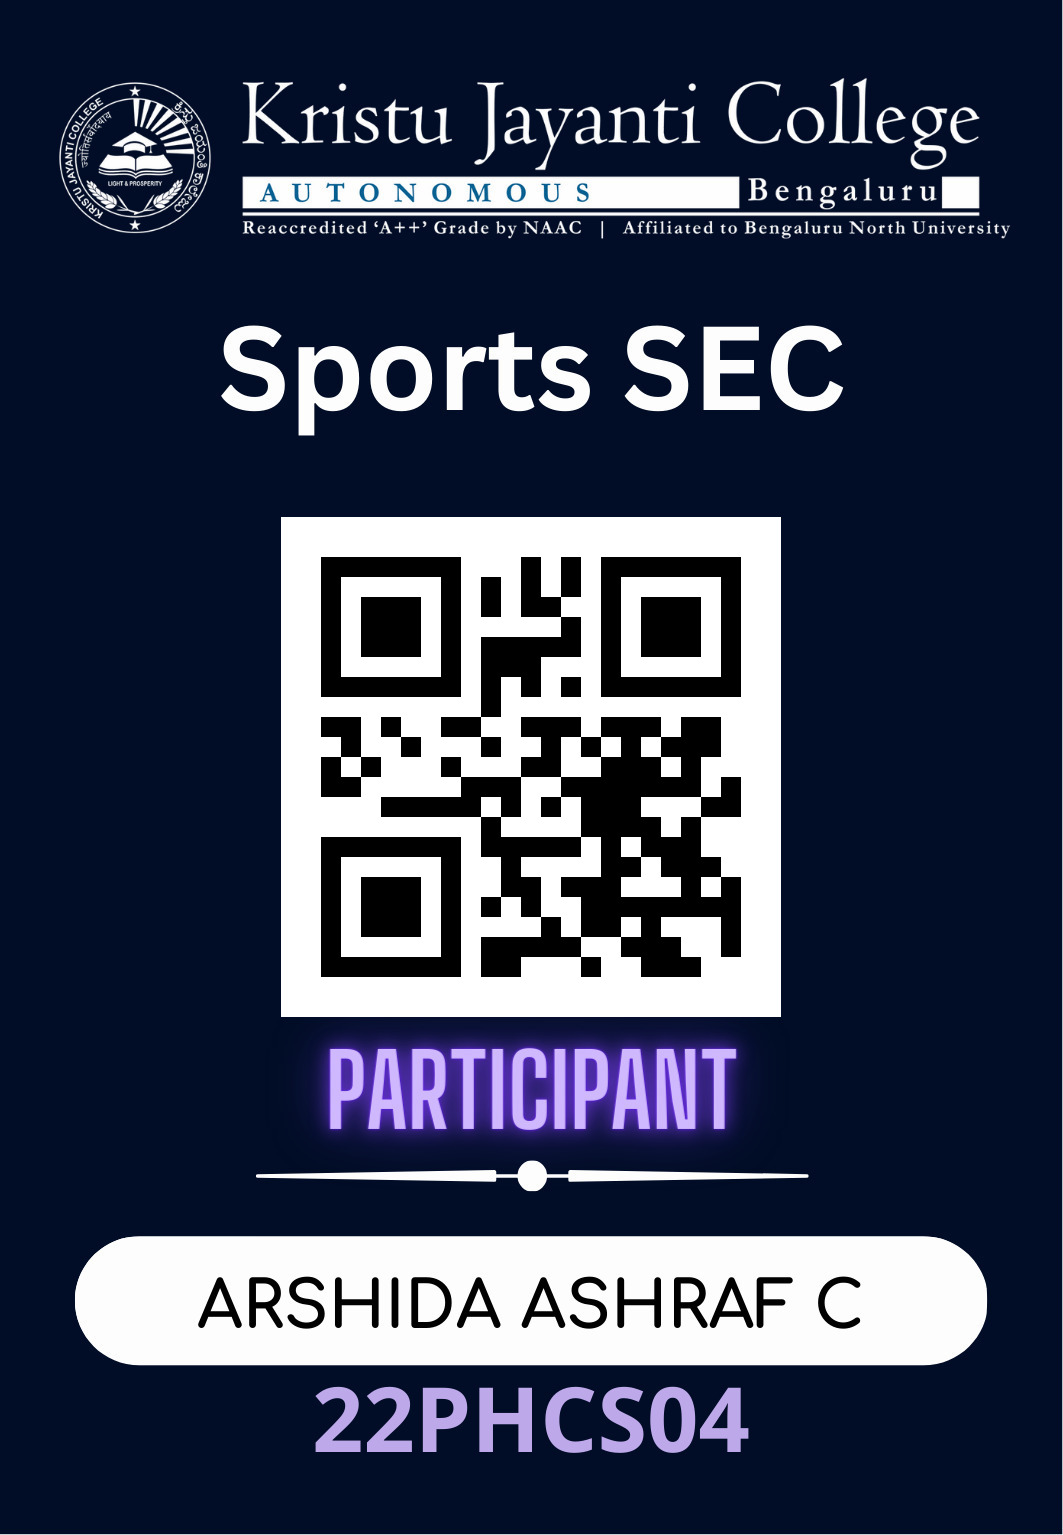 Kristu Jayanti College
AUTONOMOUS Bengaluru
Reaccredited ‘A++’ Grade by NAAC | Affiliated to Bengaluru North University
KRISTU JAYANTI COLLEGE
LIGHT & PROSPERITY
Sports SEC
PARTICIPANT
ARSHIDA ASHRAF C
22PHCS04